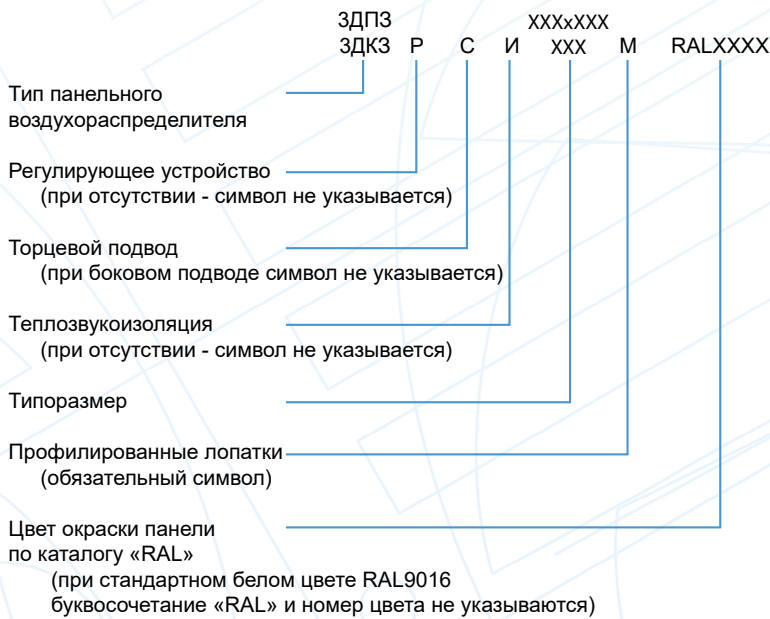 3ДПЗ XXXxXXX
3ДКЗ Р С И XXX М RALXXXX
Тип панельного
воздухораспределителя
Регулирующее устройство
(при отсутствии - символ не указывается)
Торцевой подвод
(при боковом подводе символ не указывается)
Теплозвукоизоляция
(при отсутствии - символ не указывается)
Типоразмер
Профилированные лопатки
(обязательный символ)
Цвет окраски панели
по каталогу «RAL»
(при стандартном белом цвете RAL9016
буквосочетание «RAL» и номер цвета не указываются)